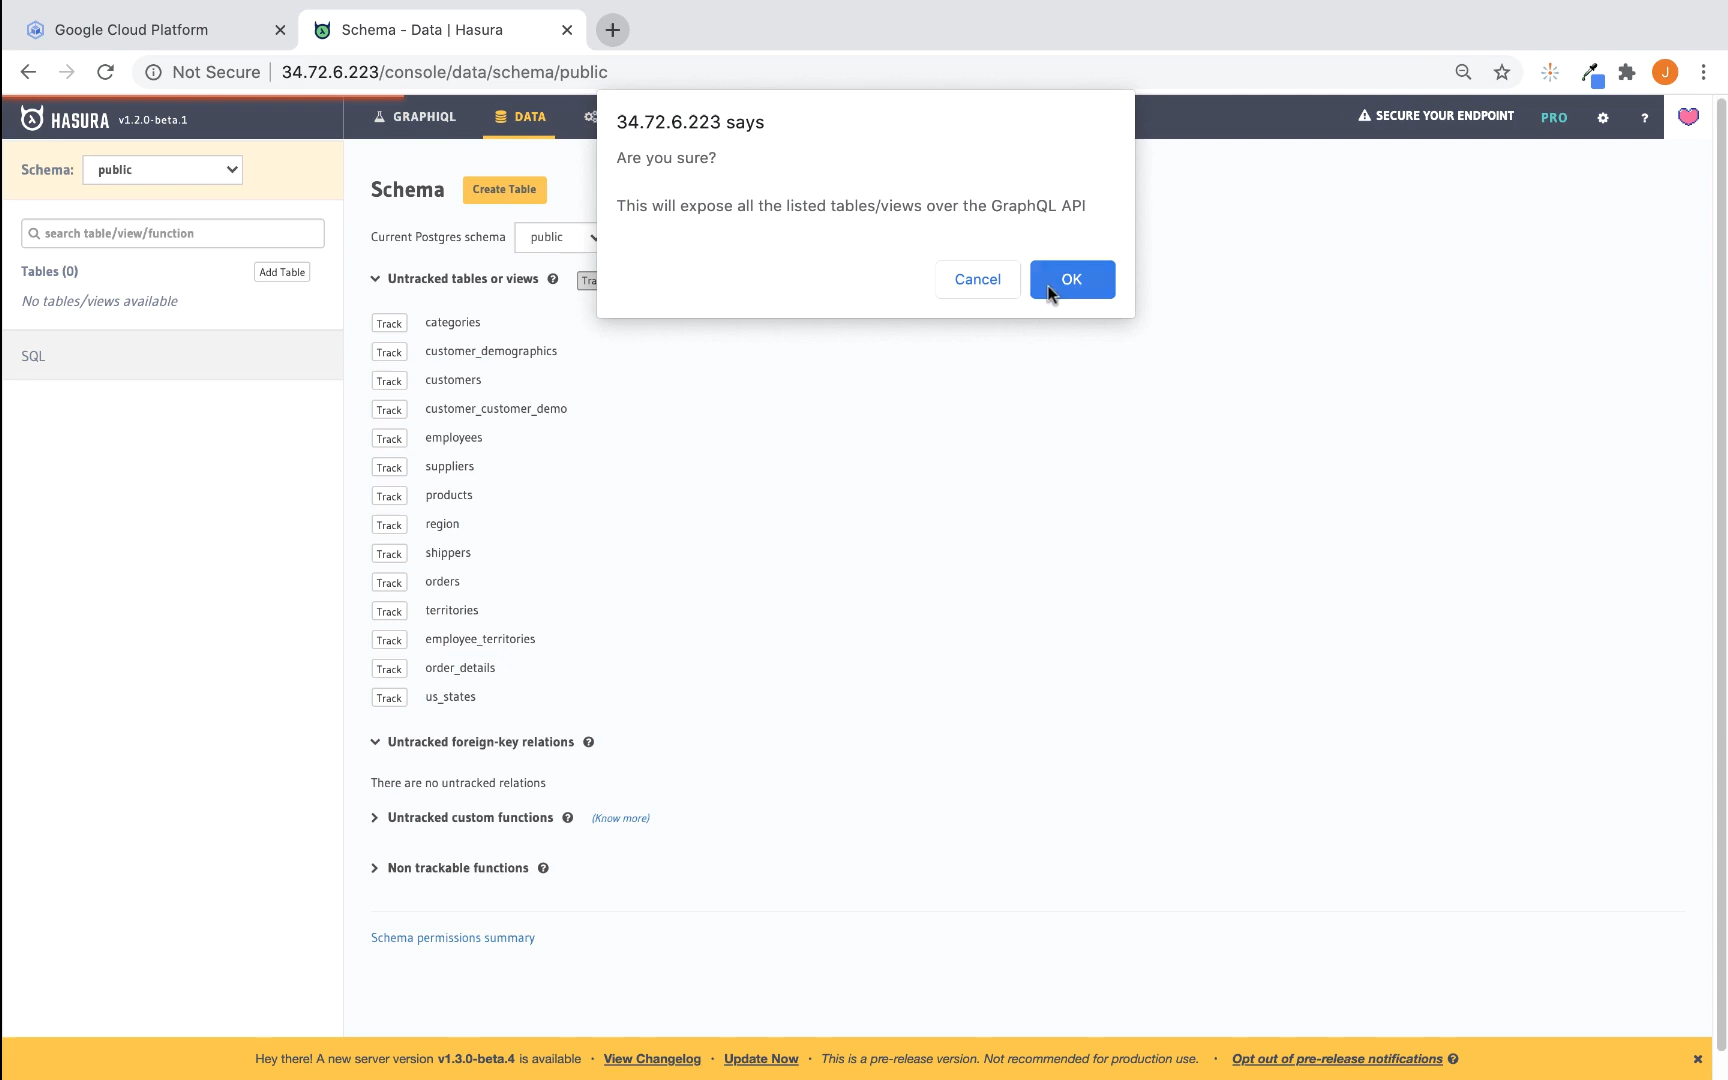 Google Cloud Platform
Schema - Data | Hasura
Not Secure | 34.72.6.223/console/data/schema/public
J
HASURA v1.2.0-beta.1
GRAPHIQL
DATA
SECURE YOUR ENDPOINT
PRO
?
34.72.6.223 says
Are you sure?
This will expose all the listed tables/views over the GraphQL API
Cancel
OK
Schema:
public
search table/view/function
Tables (0)
Add Table
No tables/views available
SQL
Schema
Create Table
Current Postgres schema
public
Untracked tables or views
Tra
Track categories
Track customer_demographics
Track customers
Track customer_customer_demo
Track employees
Track suppliers
Track products
Track region
Track shippers
Track orders
Track territories
Track employee_territories
Track order_details
Track us_states
Untracked foreign-key relations
There are no untracked relations
Untracked custom functions (Know more)
Non trackable functions
Schema permissions summary
Hey there! A new server version v1.3.0-beta.4 is available · View Changelog · Update Now · This is a pre-release version. Not recommended for production use. · Opt out of pre-release notifications